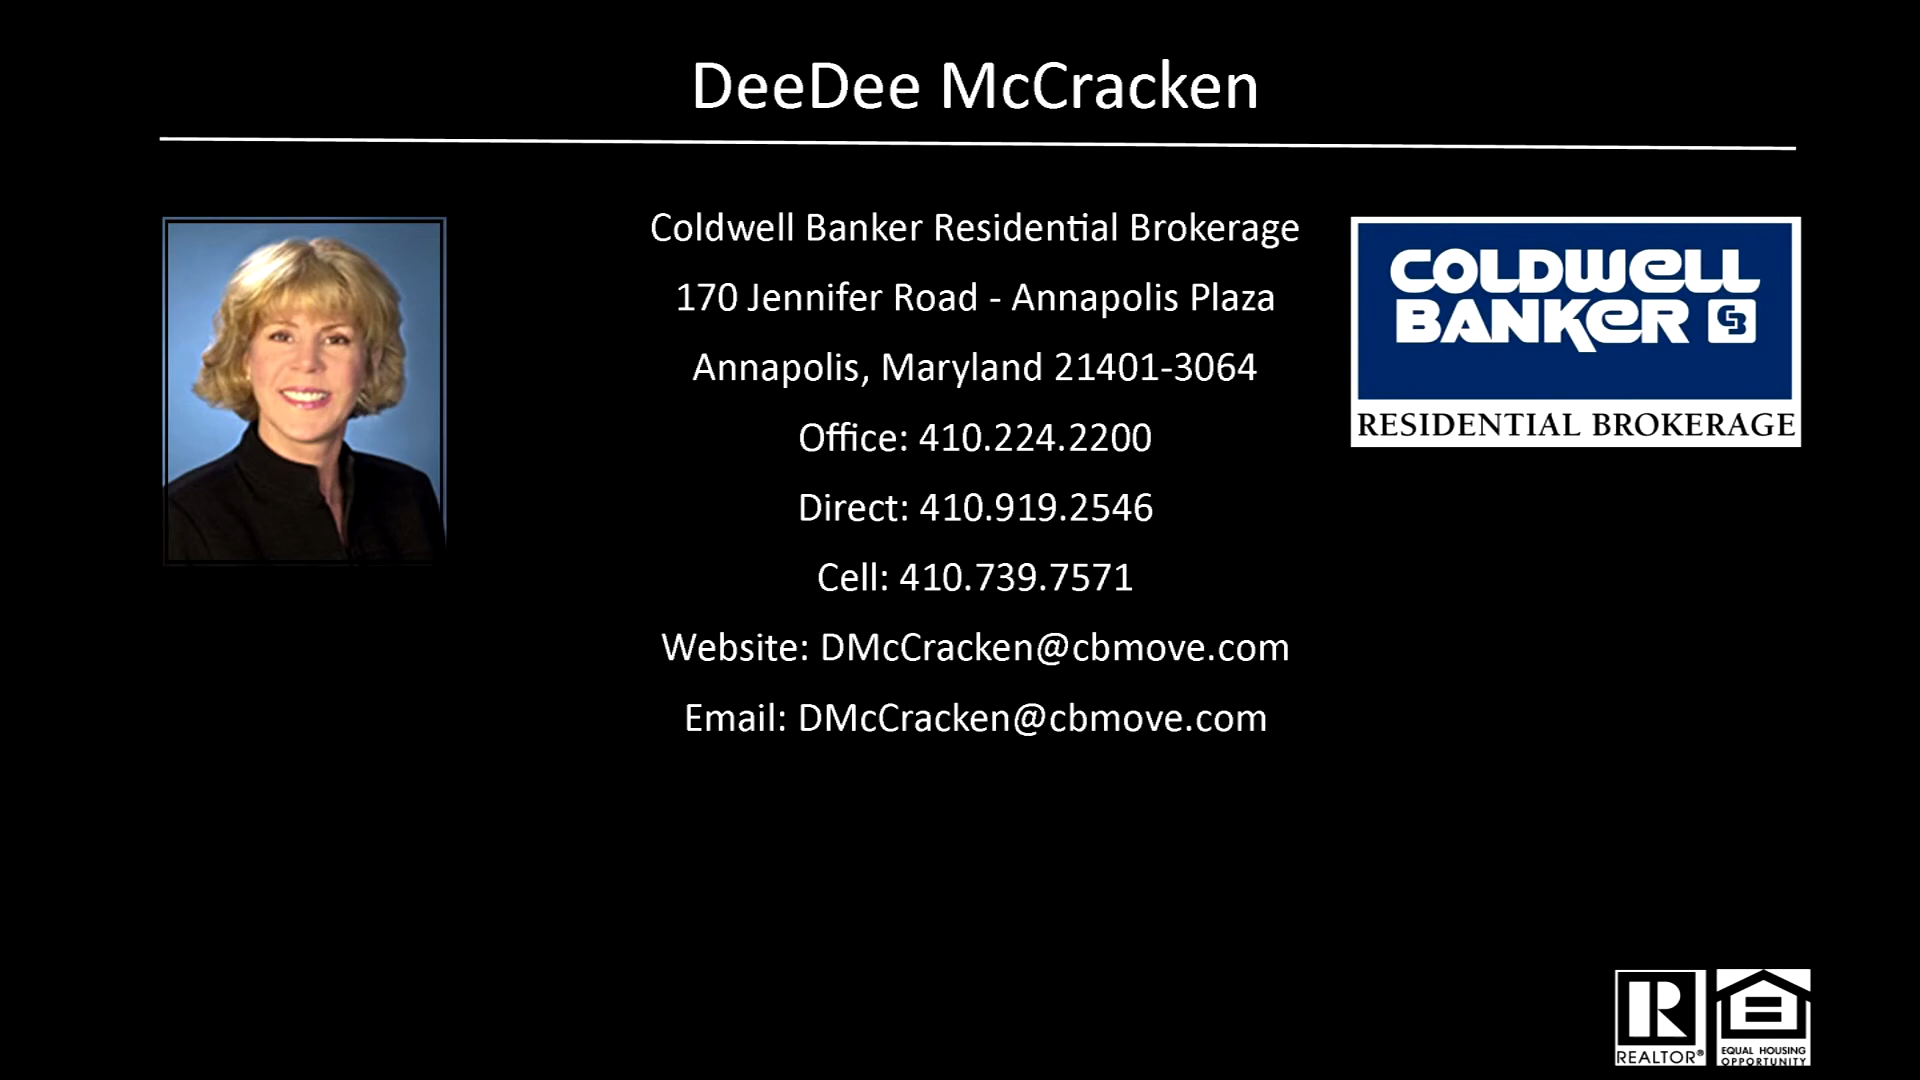 DeeDee McCracken
Coldwell Banker Residential Brokerage
170 Jennifer Road - Annapolis Plaza
Annapolis, Maryland 21401-3064
Office: 410.224.2200
Direct: 410.919.2546
Cell: 410.739.7571
Website: DMcCracken@cbmove.com
Email: DMcCracken@cbmove.com
COLDWELL
BANKER CB
RESIDENTIAL BROKERAGE
R
REALTOR®
EQUAL HOUSING
OPPORTUNITY